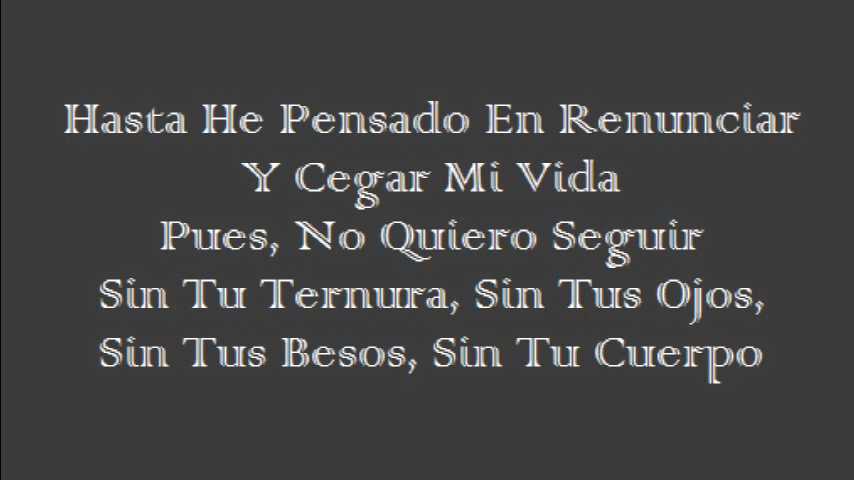 Hasta He Pensado En Renunciar
Y Cegar Mi Vida
Pues, No Quiero Seguir
Sin Tu Ternura, Sin Tus Ojos,
Sin Tus Besos, Sin Tu Cuerpo